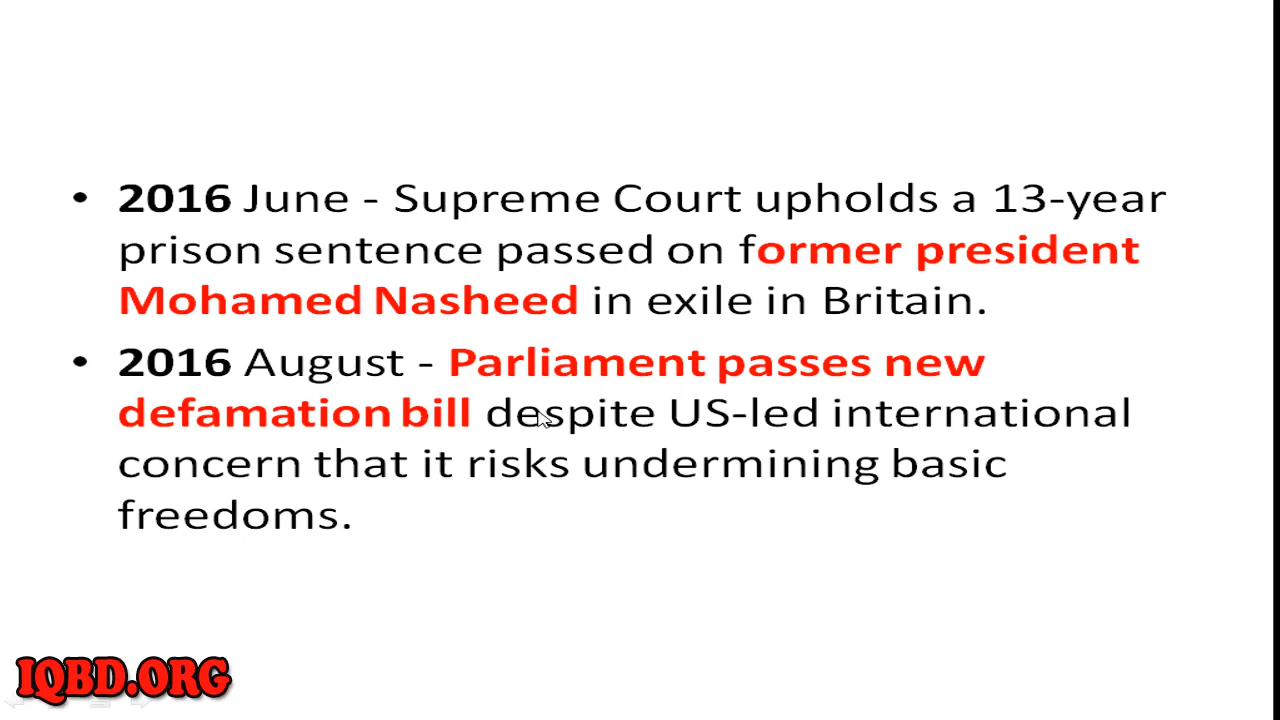 • 2016 June - Supreme Court upholds a 13-year
prison sentence passed on former president
Mohamed Nasheed in exile in Britain.
• 2016 August - Parliament passes new
defamation bill despite US-led international
concern that it risks undermining basic
freedoms.
IQBD.ORG